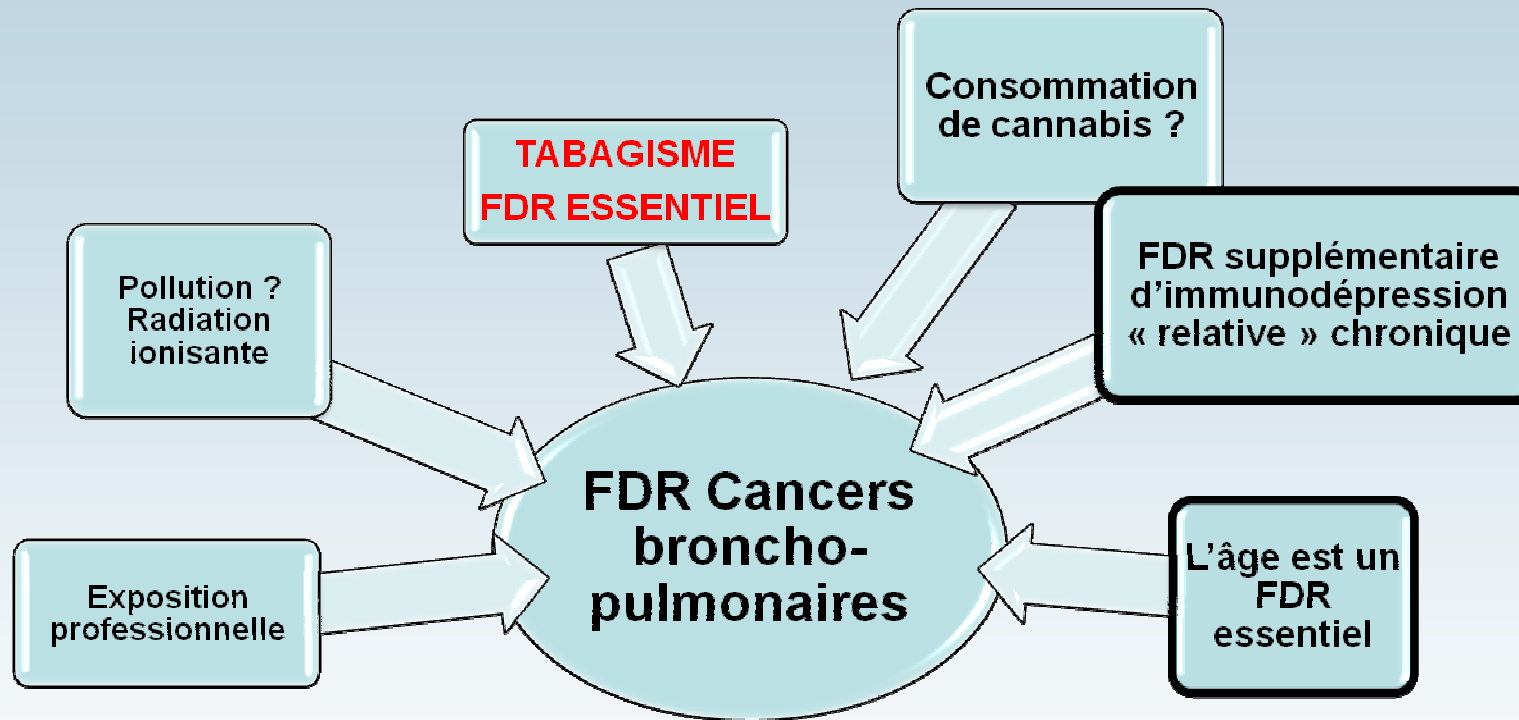 Consommation
de cannabis ?
TABAGISME
FDR ESSENTIEL
FDR supplémentaire
d’immunodépression
« relative » chronique
Pollution ?
Radiation
ionisante
FDR Cancers
broncho-
pulmonaires
L’âge est un
FDR
essentiel
Exposition
professionnelle